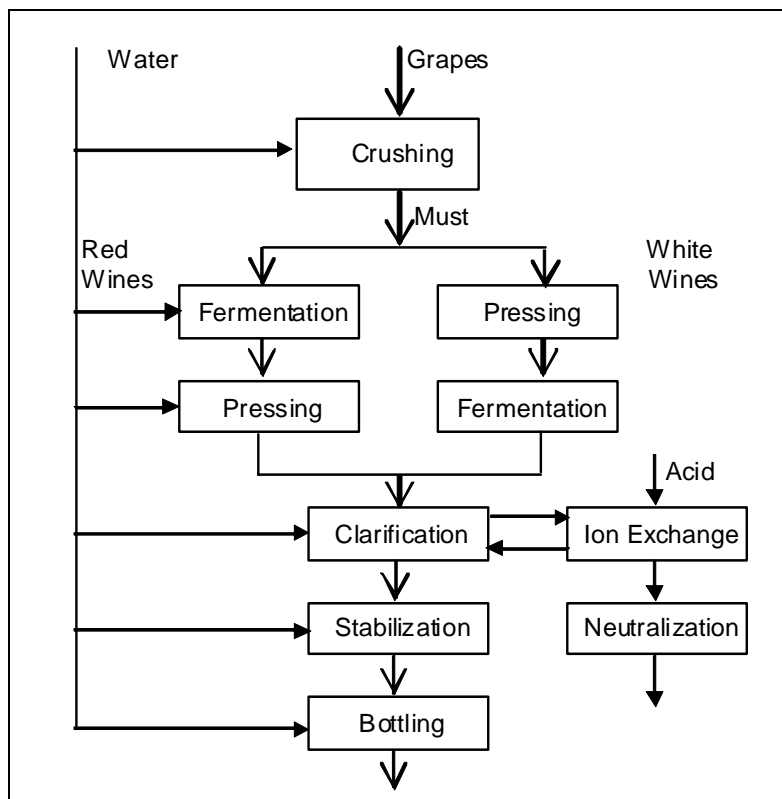 Water
Grapes
Crushing
Must
Red
Wines
White
Wines
Fermentation
Pressing
Pressing
Fermentation
Acid
Clarification
Ion Exchange
Stabilization
Neutralization
Bottling